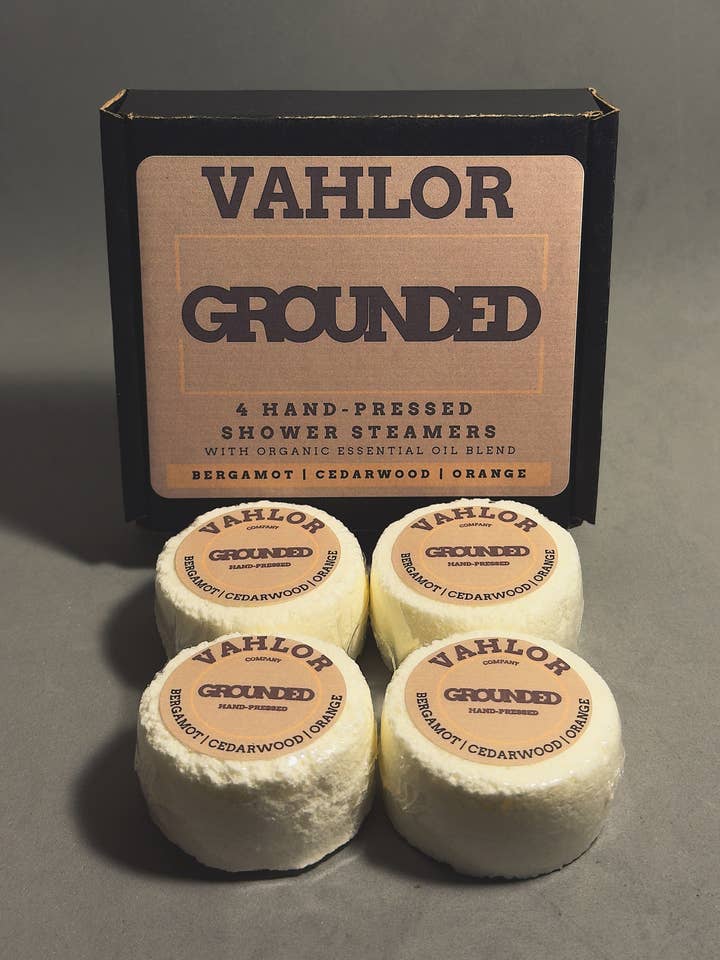 VAHLOR
GROUNDED
4 HAND-PRESSED
SHOWER STEAMERS
WITH ORGANIC ESSENTIAL OIL BLEND
BERGAMOT | CEDARWOOD | ORANGE
VAHLOR
COMPANY
GROUNDED
HAND-PRESSED
BERGAMOT | CEDARWOOD | ORANGE
VAHLOR
COMPANY
GROUNDED
HAND-PRESSED
BERGAMOT | CEDARWOOD | ORANGE
VAHLOR
COMPANY
GROUNDED
HAND-PRESSED
BERGAMOT | CEDARWOOD | ORANGE
VAHLOR
COMPANY
GROUNDED
HAND-PRESSED
BERGAMOT | CEDARWOOD | ORANGE